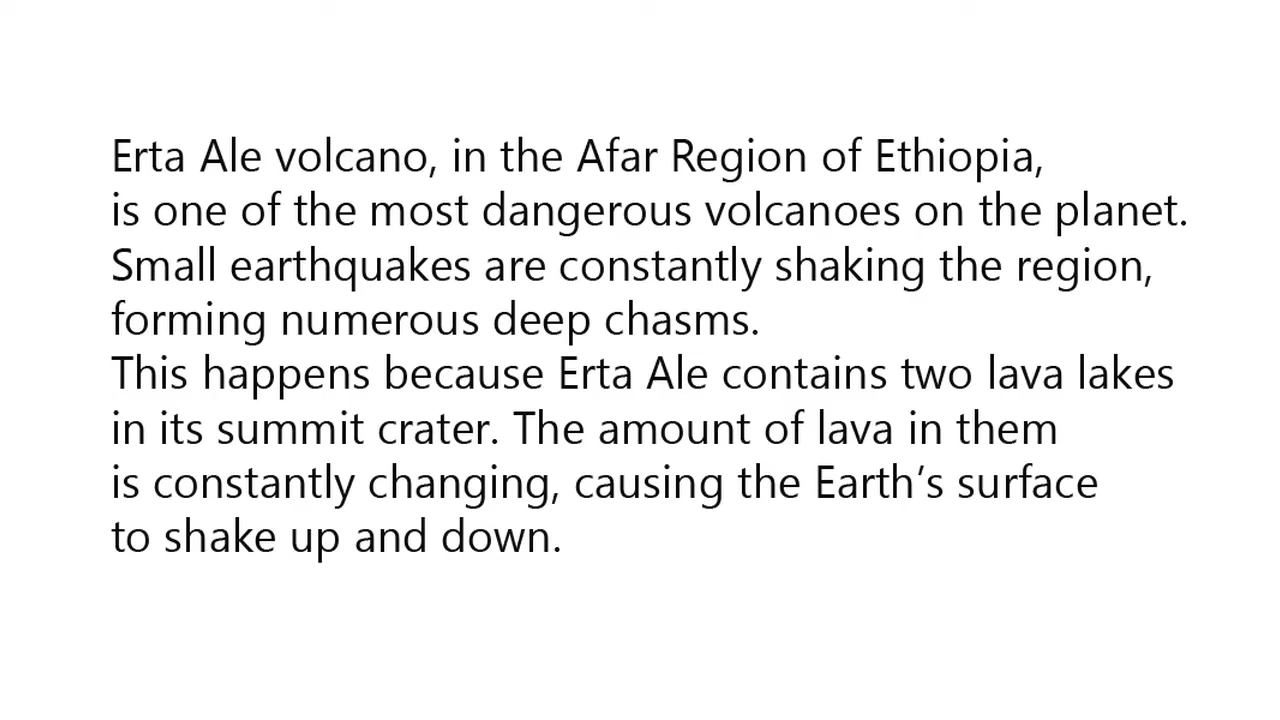 Erta Ale volcano, in the Afar Region of Ethiopia,
is one of the most dangerous volcanoes on the planet.
Small earthquakes are constantly shaking the region,
forming numerous deep chasms.
This happens because Erta Ale contains two lava lakes
in its summit crater. The amount of lava in them
is constantly changing, causing the Earth’s surface
to shake up and down.